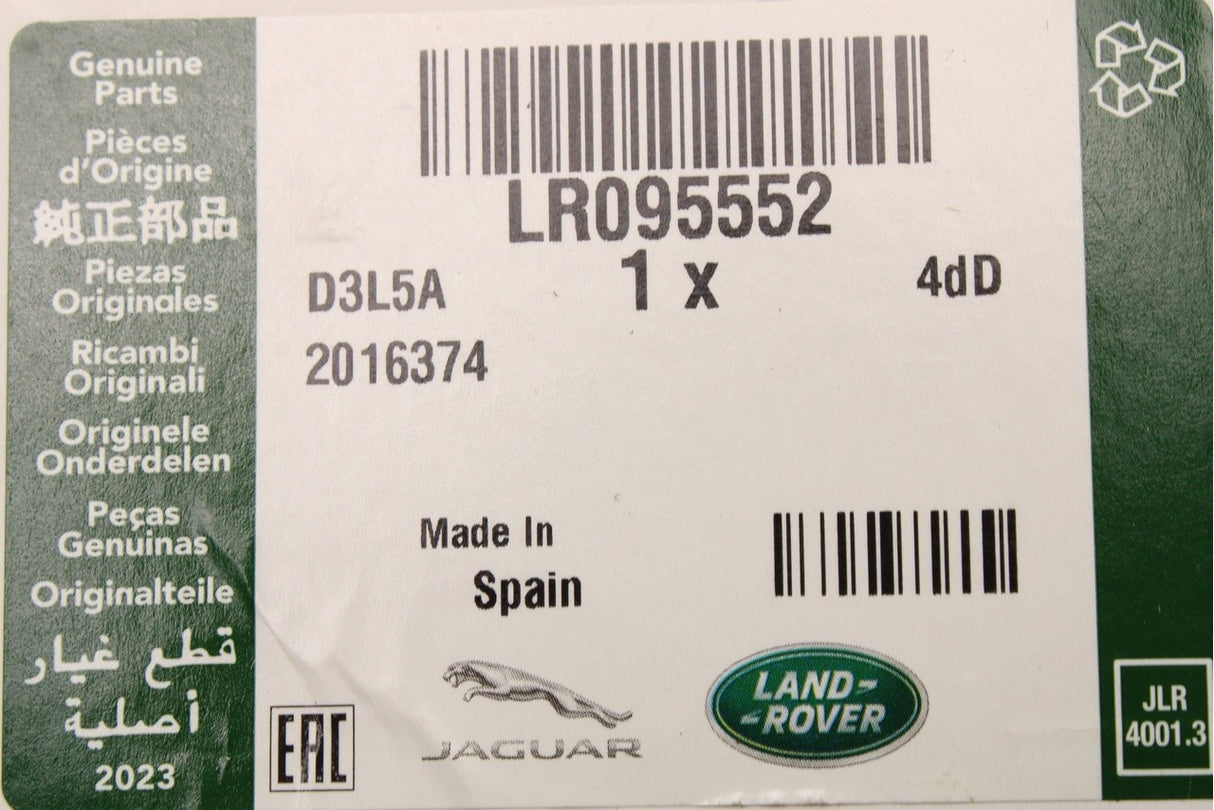 Genuine
Parts
Pièces
d'Origine
純正部品
Piezas
Originales
Ricambi
Originali
Originele
Onderdelen
Peças
Genuinas
Originalteile
قطع غيار
أصلية
2023
LR095552
D3L5A 1 x 4dD
2016374
Made In
Spain
EAC
JAGUAR
LAND-
-ROVER
JLR
4001.3